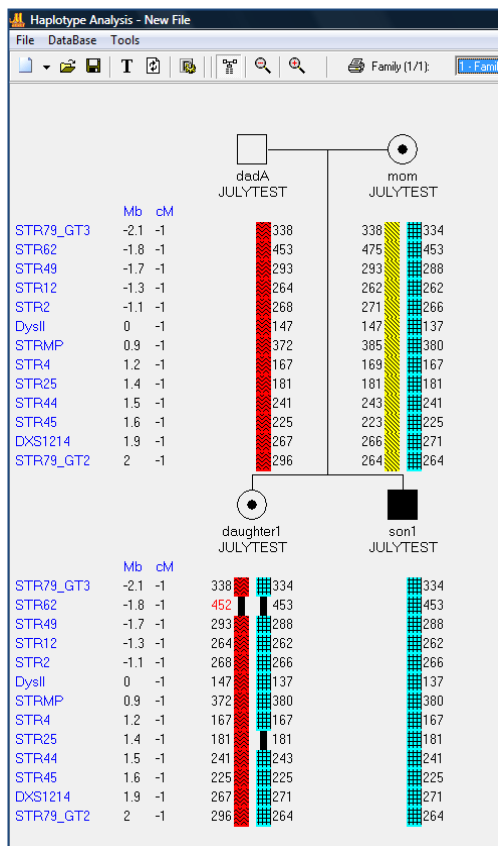 Haplotype Analysis - New File
File DataBase Tools
T Family (1/1): 1 - Famil
dadA mom
JULYTEST JULYTEST
Mb cM
STR79_GT3 -2.1 -1 338 338 334
STR62 -1.8 -1 453 475 453
STR49 -1.7 -1 293 293 288
STR12 -1.3 -1 264 262 262
STR2 -1.1 -1 268 271 266
DysII 0 -1 147 147 137
STRMP 0.9 -1 372 385 380
STR4 1.2 -1 167 169 167
STR25 1.4 -1 181 181 181
STR44 1.5 -1 241 243 241
STR45 1.6 -1 225 223 225
DXS1214 1.9 -1 267 266 271
STR79_GT2 2 -1 296 264 264
daughter1 son1
JULYTEST JULYTEST
Mb cM
STR79_GT3 -2.1 -1 338 334 334
STR62 -1.8 -1 452 453 453
STR49 -1.7 -1 293 288 288
STR12 -1.3 -1 264 262 262
STR2 -1.1 -1 268 266 266
DysII 0 -1 147 137 137
STRMP 0.9 -1 372 380 380
STR4 1.2 -1 167 167 167
STR25 1.4 -1 181 181 181
STR44 1.5 -1 241 243 241
STR45 1.6 -1 225 225 225
DXS1214 1.9 -1 267 271 271
STR79_GT2 2 -1 296 264 264